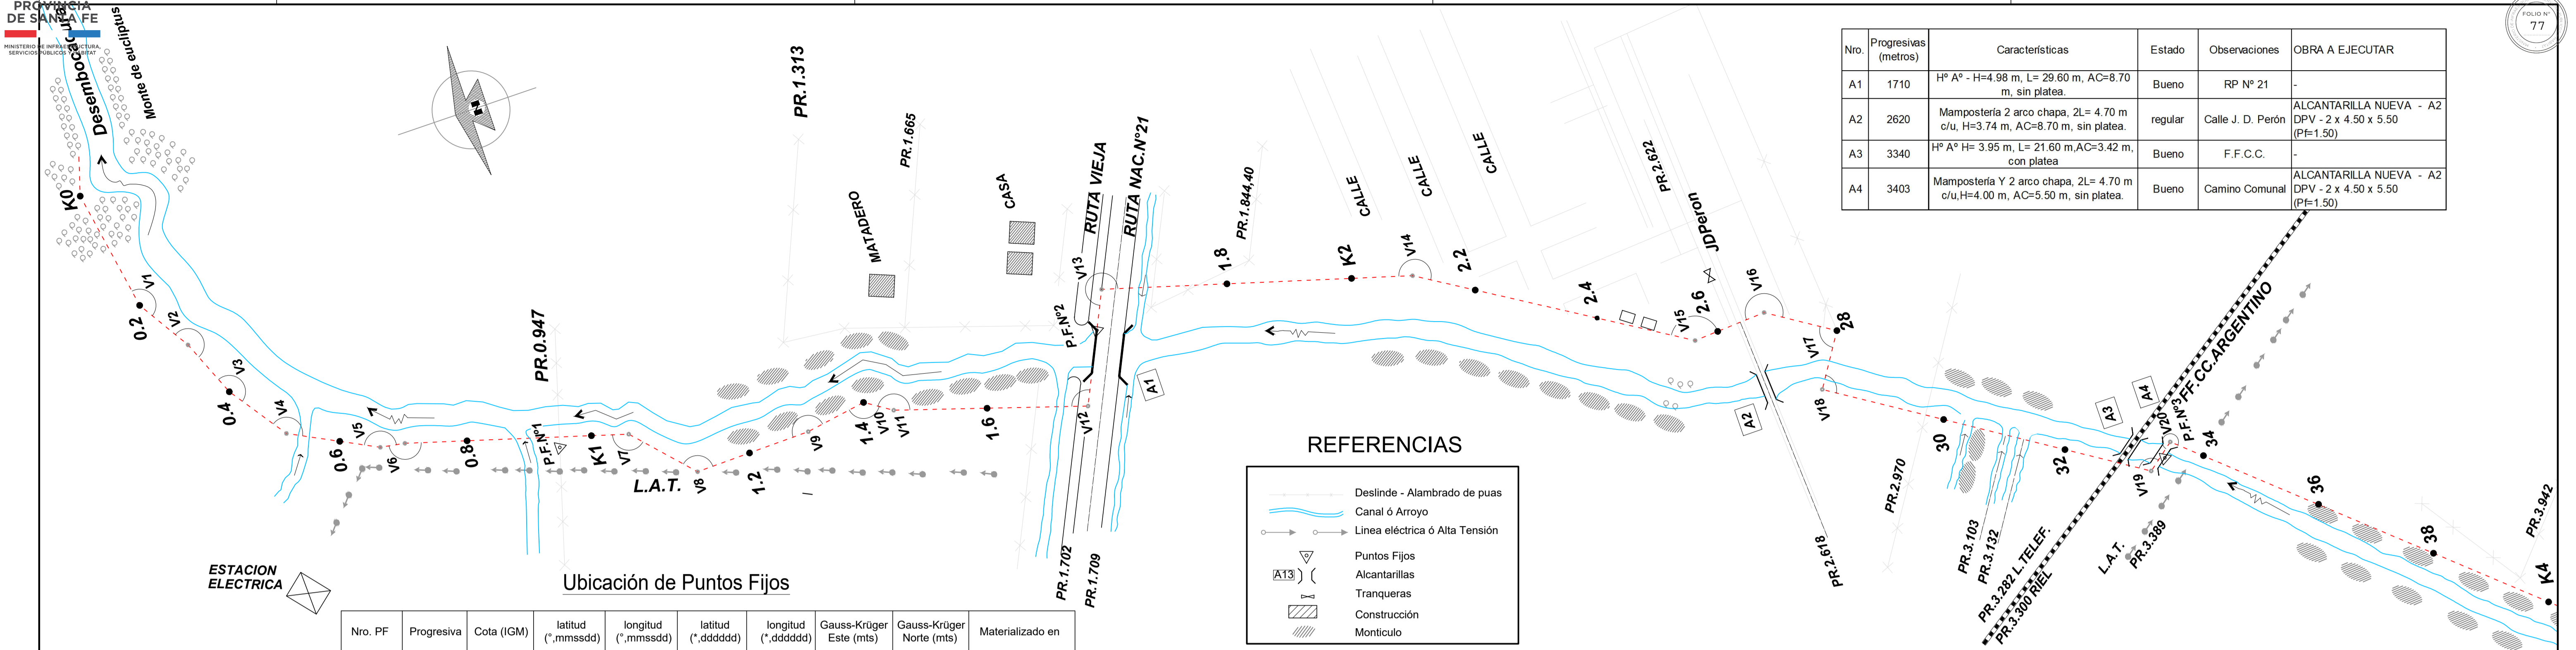 PROVINCIA
DE SANTA FE
MINISTERIO DE INFRAESTRUCTURA,
SERVICIOS PÚBLICOS Y HÁBITAT
Desembocadura
Monte de eucliptus
FOLIO N°
77
Nro. Progresivas (metros) Características Estado Observaciones OBRA A EJECUTAR
A1 1710 Hº Aº - H=4.98 m, L= 29.60 m, AC=8.70 m, sin platea. Bueno RP Nº 21 -
A2 2620 Mampostería 2 arco chapa, 2L= 4.70 m c/u, H=3.74 m, AC=8.70 m, sin platea. regular Calle J. D. Perón ALCANTARILLA NUEVA - A2 DPV - 2 x 4.50 x 5.50 (Pf=1.50)
A3 3340 Hº Aº H= 3.95 m, L= 21.60 m,AC=3.42 m, con platea Bueno F.F.C.C. -
A4 3403 Mampostería Y 2 arco chapa, 2L= 4.70 m c/u,H=4.00 m, AC=5.50 m, sin platea. Bueno Camino Comunal ALCANTARILLA NUEVA - A2 DPV - 2 x 4.50 x 5.50 (Pf=1.50)
N
K0
V1
0.2
V2
V3
0.4
V4
0.6
V5
V6
0.8
PR.0.947
P.F.Nº1
K1
V7
L.A.T.
V8
1.2
PR.1.313
V9
MATADERO
1.4
V10
V11
PR.1.665
CASA
1.6
V12
P.F.Nº2
V13
RUTA VIEJA
RUTA NAC.N°21
A1
PR.1.702
PR.1.709
1.8
PR.1.844,40
K2
CALLE
V14
CALLE
2.2
CALLE
2.4
V15
2.6
PR.2.622
JDPeron
V16
A2
PR.2.618
V17
28
V18
PR.2.970
30
PR.3.103
PR.3.132
32
PR.3.282 L. TELEF.
PR.3.300 RIEL
A3
A4
V19
V20
P.F.Nº3
FF.CC.ARGENTINO
L.A.T.
PR.3.389
34
36
38
PR.3.942
K4
ESTACION
ELECTRICA
Ubicación de Puntos Fijos
Nro. PF Progresiva Cota (IGM) latitud (°,mmssdd) longitud (°,mmssdd) latitud (*,dddddd) longitud (*,dddddd) Gauss-Krüger Este (mts) Gauss-Krüger Norte (mts) Materializado en
REFERENCIAS
Deslinde - Alambrado de puas
Canal ó Arroyo
Linea eléctrica ó Alta Tensión
Puntos Fijos
A13 Alcantarillas
Tranqueras
Construcción
Monticulo